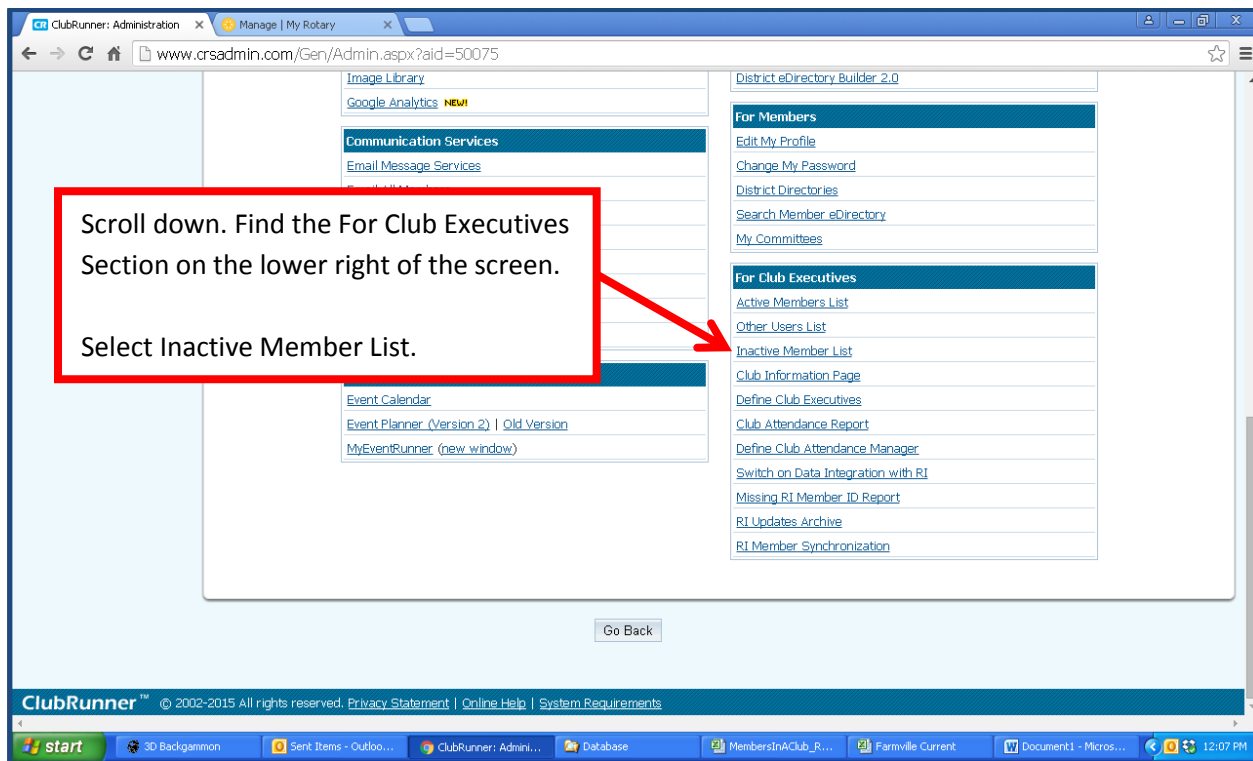 ClubRunner: Administration
Manage | My Rotary
www.crsadmin.com/Gen/Admin.aspx?aid=50075
Image Library
Google Analytics NEW!
Communication Services
Email Message Services
Scroll down. Find the For Club Executives
Section on the lower right of the screen.
Select Inactive Member List.
Event Calendar
Event Planner (Version 2) | Old Version
MyEventRunner (new window)
District eDirectory Builder 2.0
For Members
Edit My Profile
Change My Password
District Directories
Search Member eDirectory
My Committees
For Club Executives
Active Members List
Other Users List
Inactive Member List
Club Information Page
Define Club Executives
Club Attendance Report
Define Club Attendance Manager
Switch on Data Integration with RI
Missing RI Member ID Report
RI Updates Archive
RI Member Synchronization
Go Back
ClubRunner™ © 2002-2015 All rights reserved. Privacy Statement | Online Help | System Requirements
start
3D Backgammon
Sent Items - Outloo...
ClubRunner: Admini...
Database
MembersInAClub_R...
Farmville Current
Document1 - Micros...
12:07 PM